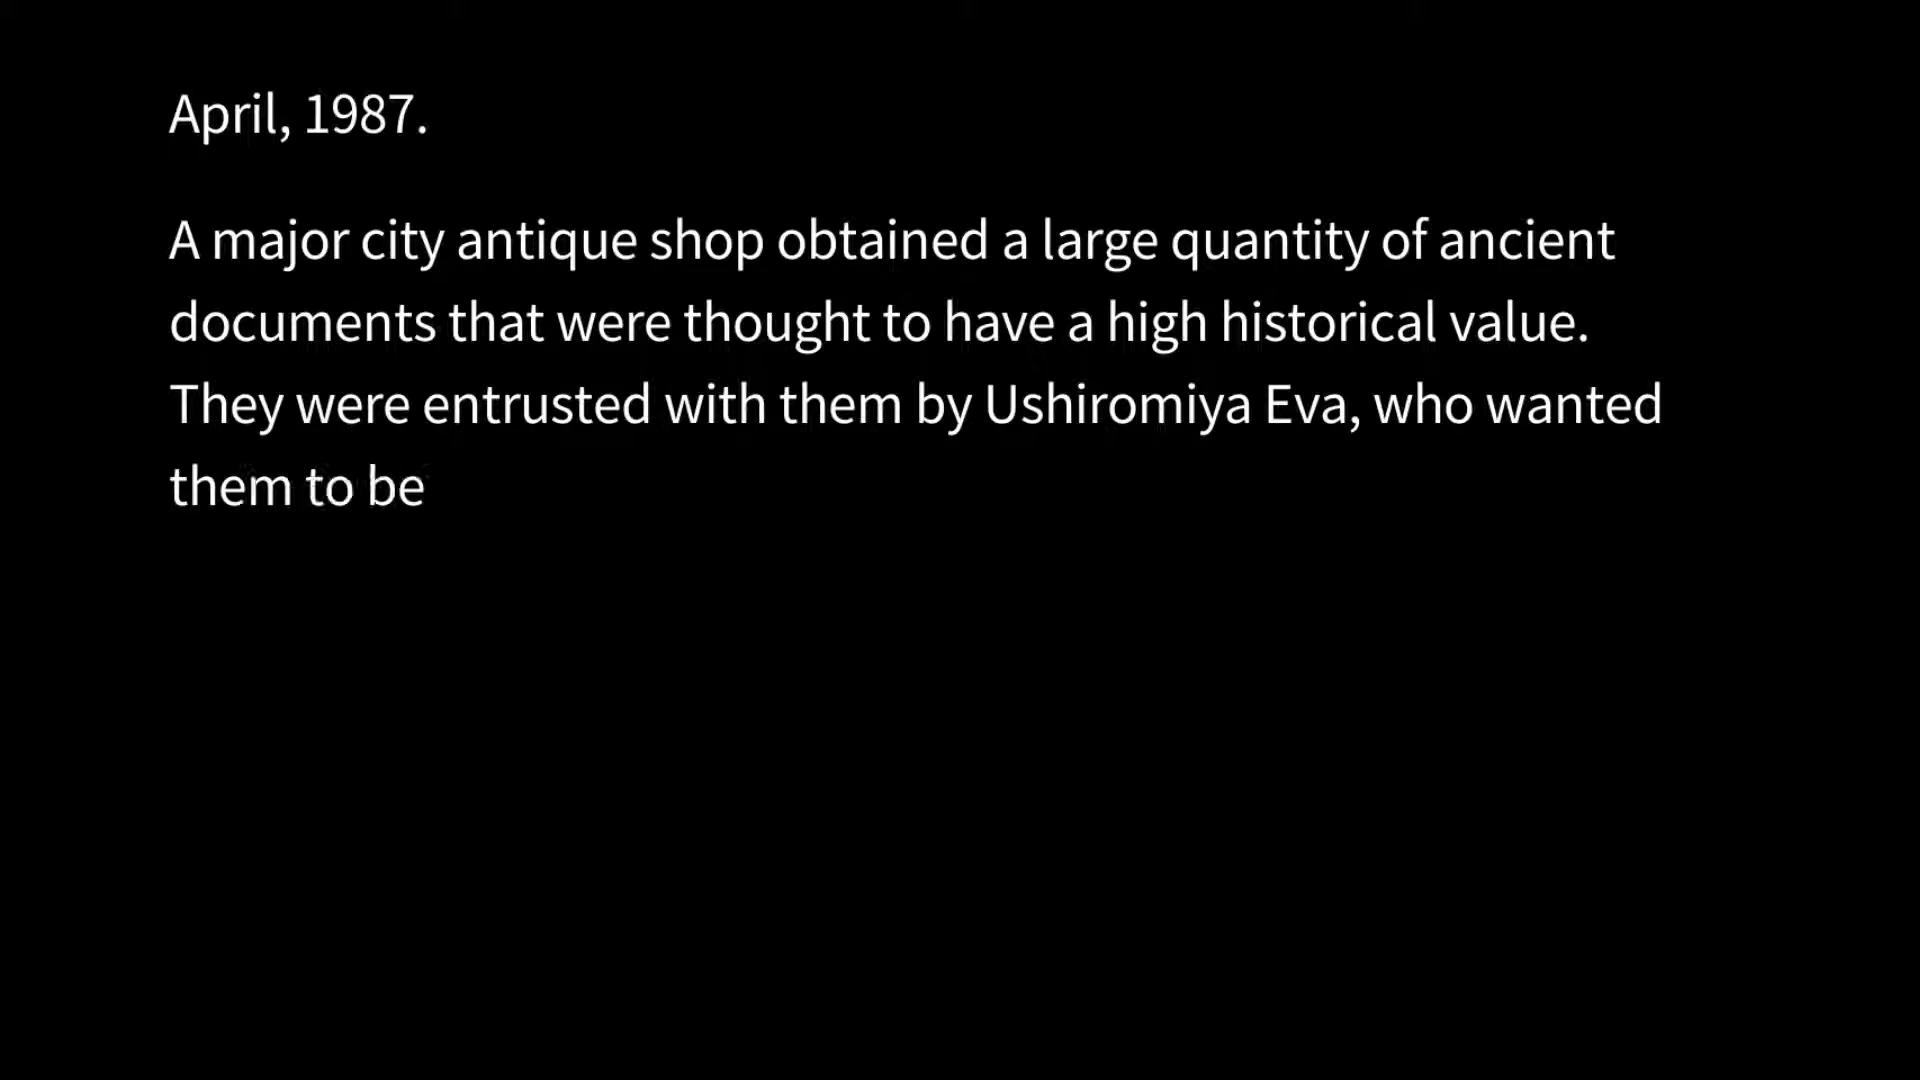 April, 1987.
A major city antique shop obtained a large quantity of ancient
documents that were thought to have a high historical value.
They were entrusted with them by Ushiromiya Eva, who wanted
them to be